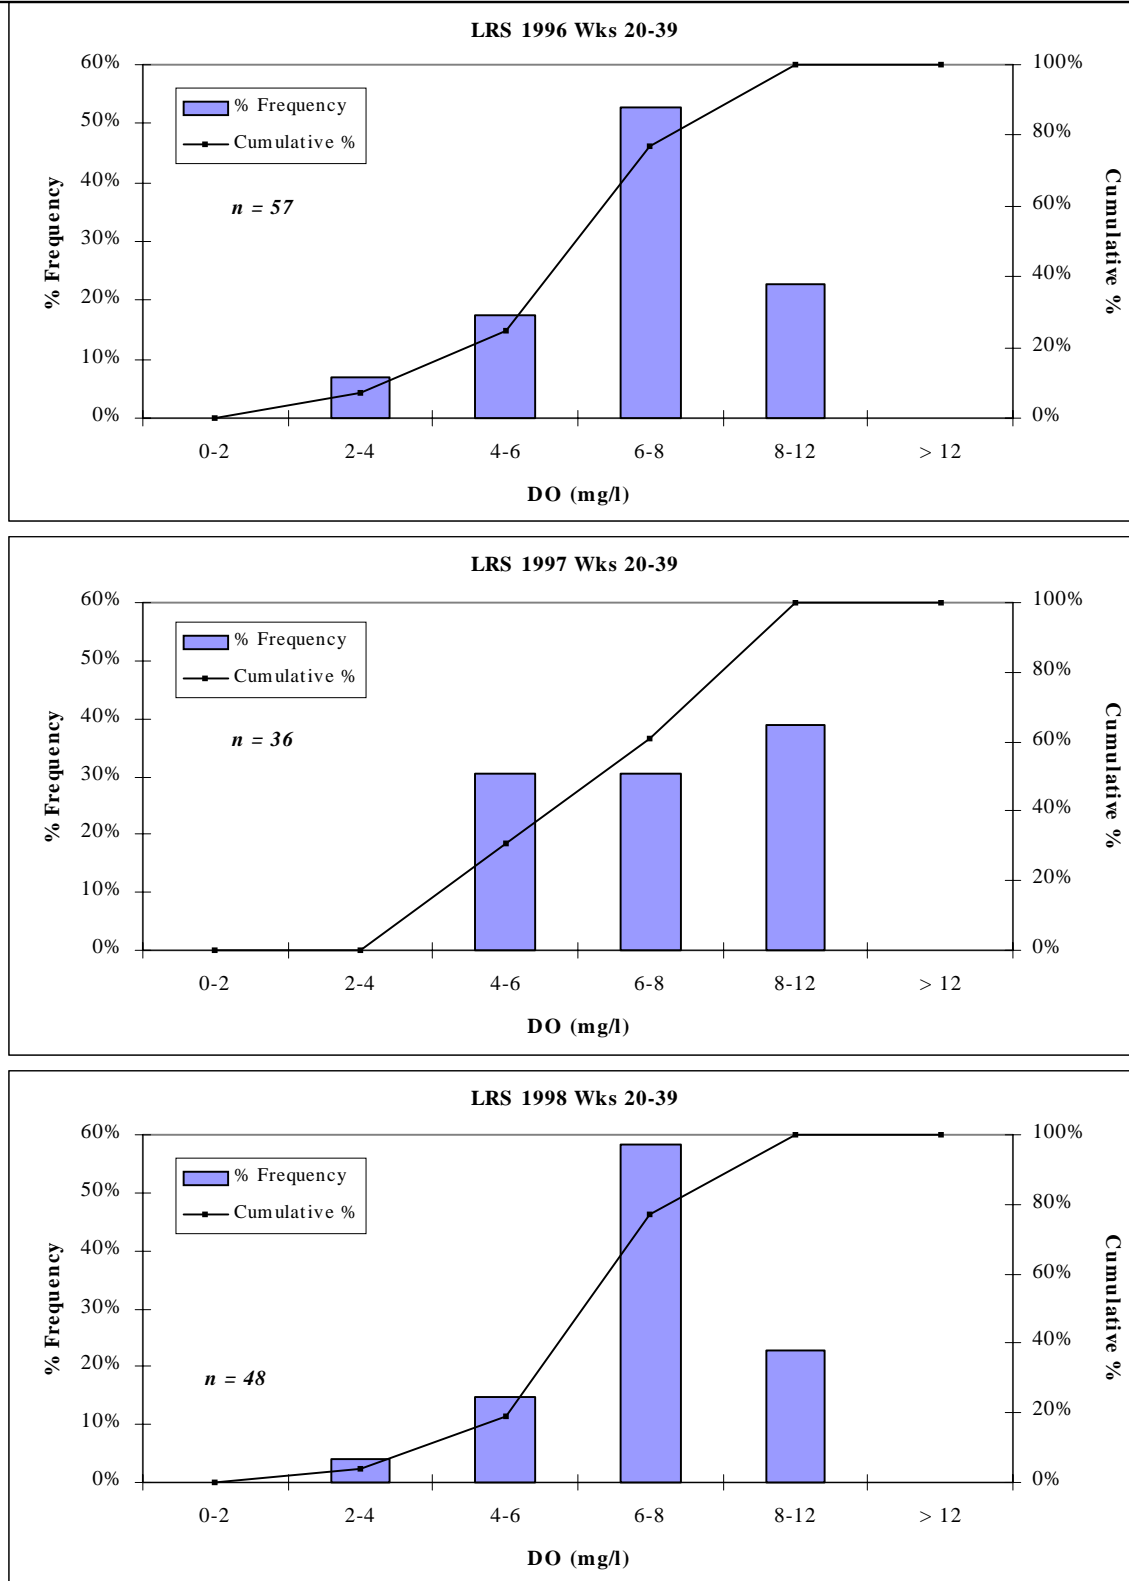 LRS 1996 Wks 20-39
60%
50%
40%
30%
20%
10%
0%
% Frequency
% Frequency
Cumulative %
n = 57
100%
80%
60%
40%
20%
0%
Cumulative %
0-2 2-4 4-6 6-8 8-12 > 12
DO (mg/l)
LRS 1997 Wks 20-39
60%
50%
40%
30%
20%
10%
0%
% Frequency
% Frequency
Cumulative %
n = 36
100%
80%
60%
40%
20%
0%
Cumulative %
0-2 2-4 4-6 6-8 8-12 > 12
DO (mg/l)
LRS 1998 Wks 20-39
60%
50%
40%
30%
20%
10%
0%
% Frequency
% Frequency
Cumulative %
n = 48
100%
80%
60%
40%
20%
0%
Cumulative %
0-2 2-4 4-6 6-8 8-12 > 12
DO (mg/l)